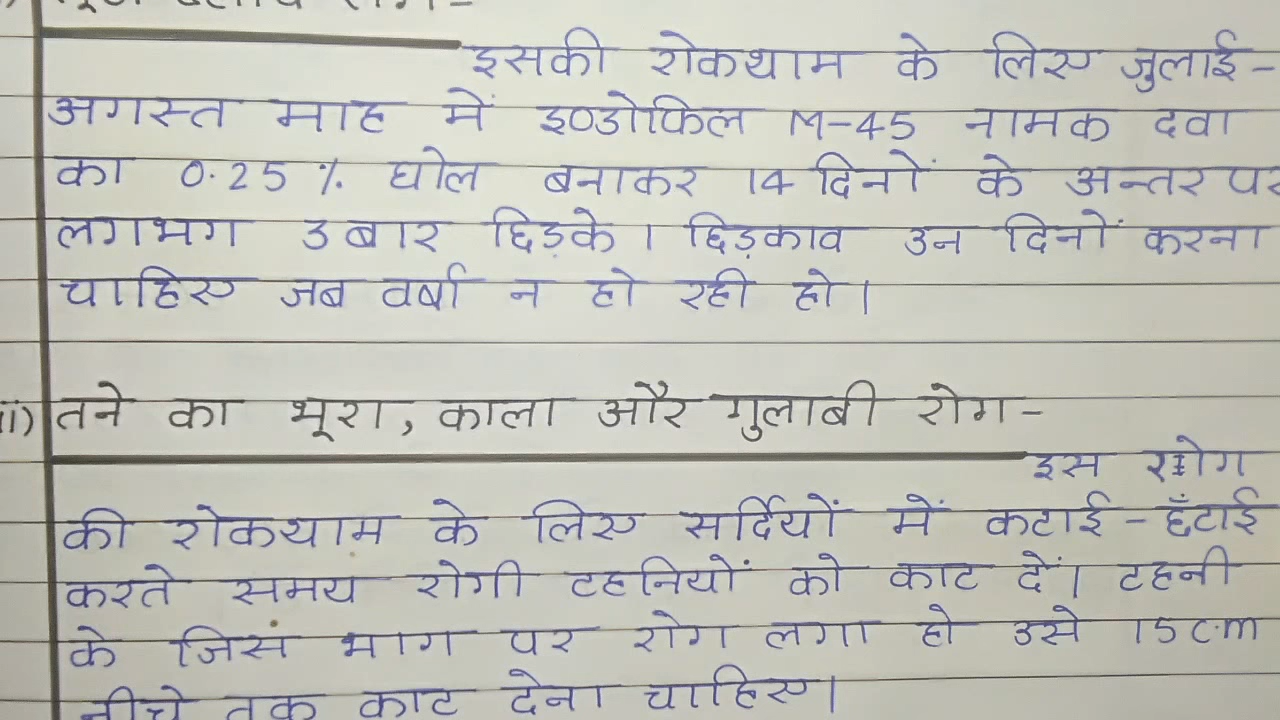 इसकी रोकथाम के लिए जुलाई -
अगस्त माह में इण्डोफिल M-45 नामक दवा
का 0.25 % घोल बनाकर 14 दिनों के अन्तर पर
लगभग 3 बार छिड़के। छिड़काव उन दिनों करना
चाहिए जब वर्षा न हो रही हो।
ii) तने का भूरा, काला और गुलाबी रोग -
इस रोग
की रोकथाम के लिए सर्दियों में कटाई - छँटाई
करते समय रोगी टहनियों को काट दें। टहनी
के जिस भाग पर रोग लगा हो उसे 15 c.m
नीचे तक काट देना चाहिए।